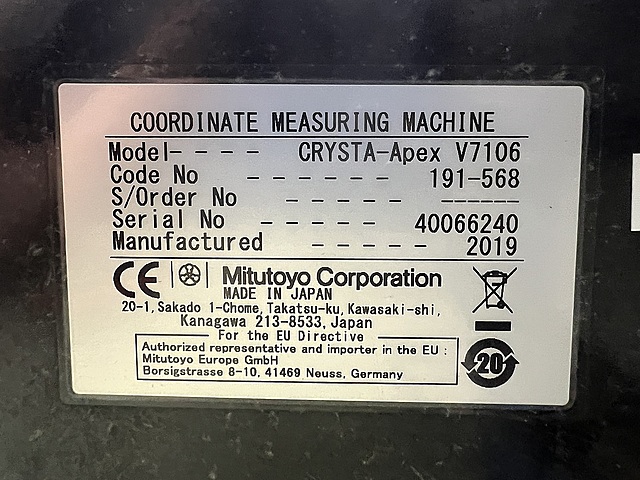 COORDINATE MEASURING MACHINE
Model- - - - CRYSTA-Apex V7106
Code No - - - - - - 191-568
S/Order No - - - - - ------
Serial No - - - - - 40066240
Manufactured - - - - - 2019
CE Mitutoyo Corporation
MADE IN JAPAN
20-1, Sakado 1-Chome, Takatsu-ku, Kawasaki-shi,
Kanagawa 213-8533, Japan
For the EU Directive
Authorized representative and importer in the EU :
Mitutoyo Europe GmbH
Borsigstrasse 8-10, 41469 Neuss, Germany
20